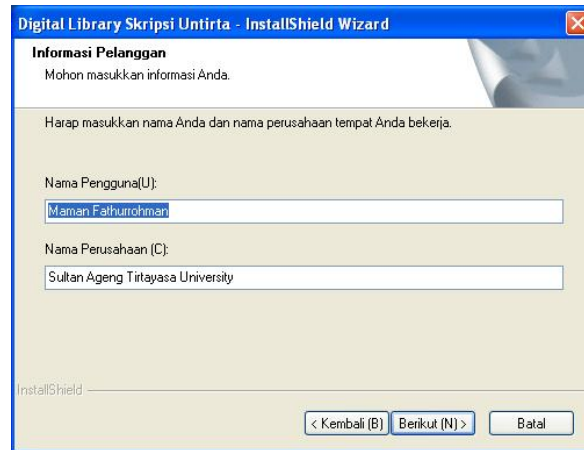 Digital Library Skripsi Untirta - InstallShield Wizard
Informasi Pelanggan
Mohon masukkan informasi Anda.
Harap masukkan nama Anda dan nama perusahaan tempat Anda bekerja.
Nama Pengguna(U):
Maman Fathurrohman
Nama Perusahaan (C):
Sultan Ageng Tirtayasa University
InstallShield
< Kembali (B) Berikut (N) > Batal